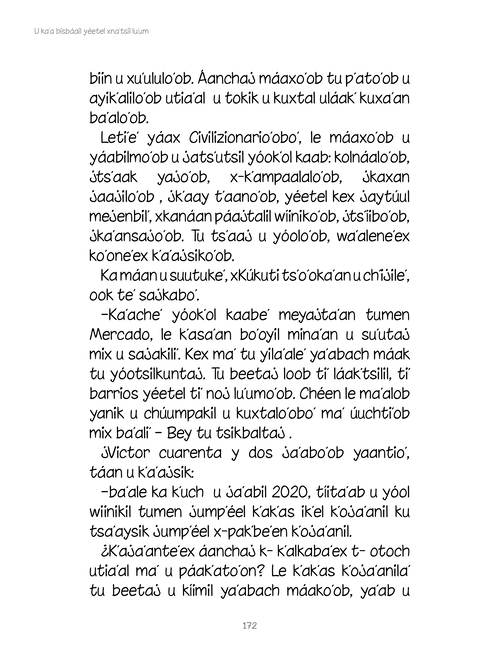 U ka'a bisbáail yéetel xna'tsil lu'um
biin u xu'ululo'ob. Áanchaj máaxo'ob tu p'ato'ob u
ayik'alilo'ob utia'al u tokik u kuxtal uláak' kuxa'an
ba'alo'ob.
Leti'e' yáax Civilizionario'obo', le máaxo'ob u
yáabilmo'ob u jats'utsil yóok'ol kaab: kolnáalo'ob,
jts'aak yajo'ob, x-k'ampaalalo'ob, jkaxan
jaajilo'ob , jk'aay t'aano'ob, yéetel kex jaytúul
mejenbil', xkanáan páajtalil wíiniko'ob, jts'íibo'ob,
jka'ansajo'ob. Tu ts'aaj u yóolo'ob, wa'alene'ex
ko'one'ex k'a'ajsiko'ob.
Ka máan u suutuke', xKúkuti ts'o'oka'an u ch'íijile',
ook te' sajkabo'.
–Ka'ache' yóok'ol kaabe' meyajta'an tumen
Mercado, le k'asa'an bo'oyil mina'an u su'utaj
mix u sajakili'. Kex ma' tu yila'ale' ya'abach máak
tu yóotsilkuntaj. Tu beetaj loob ti' láak'tsilil, ti'
barrios yéetel ti' noj lu'umo'ob. Chéen le ma'alob
yanik u chúumpakil u kuxtalo'obo' ma' úuchti'ob
mix ba'ali' – Bey tu tsikbaltaj .
jVictor cuarenta y dos ja'abo'ob yaantio',
táan u k'a'ajsik:
–ba'ale ka k'uch u ja'abil 2020, tíita'ab u yóol
wíinikil tumen jump'éel k'ak'as ik'el k'oja'anil ku
tsa'aysik jump'éel x-pak'be'en k'oja'anil.
¿K'aja'ante'ex áanchaj k- k'alkaba'ex t- otoch
utia'al ma' u páak'ato'on? Le k'ak'as k'oja'anila'
tu beetaj u kíimil ya'abach máako'ob, ya'ab u
172